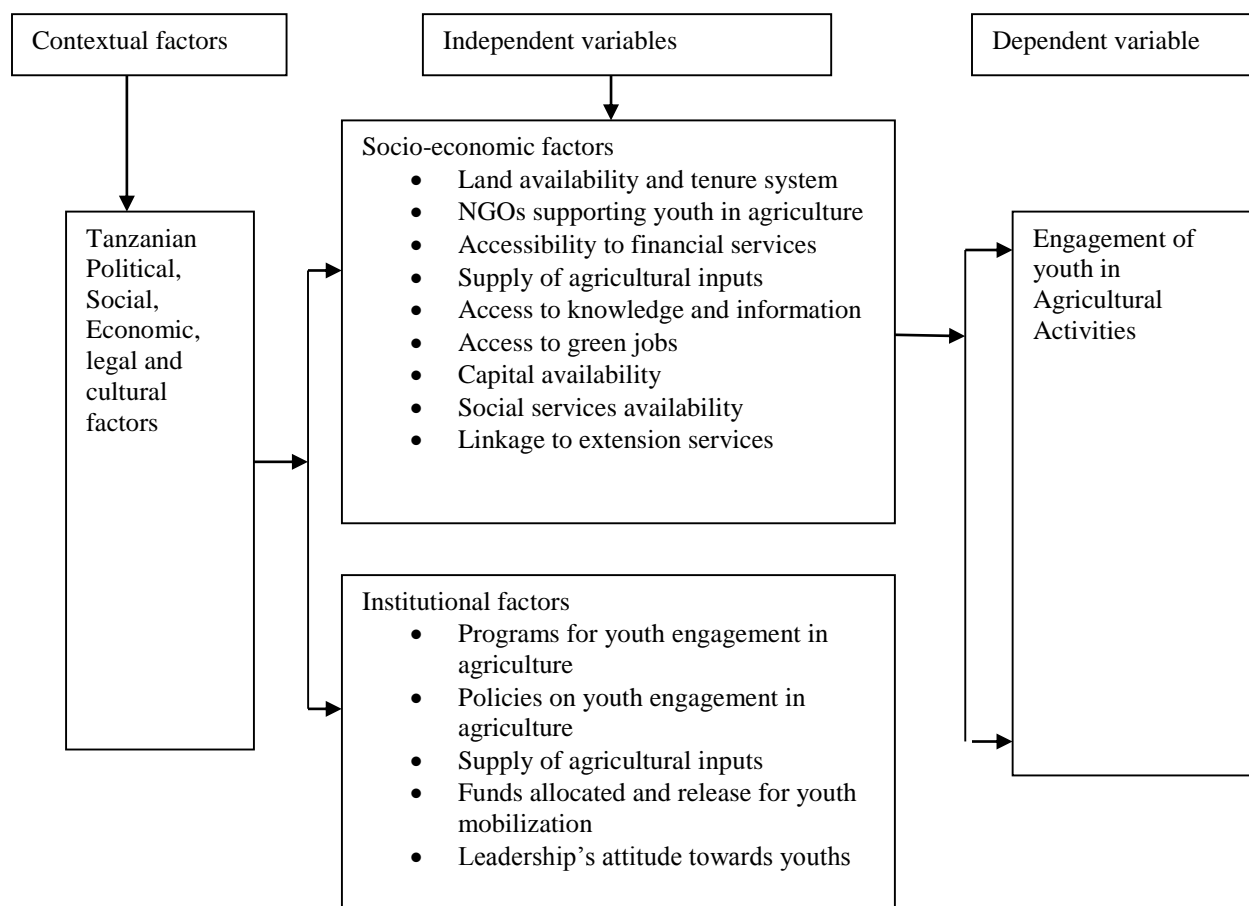 Contextual factors
Independent variables
Dependent variable
Tanzanian
Political,
Social,
Economic,
legal and
cultural
factors
Socio-economic factors
• Land availability and tenure system
• NGOs supporting youth in agriculture
• Accessibility to financial services
• Supply of agricultural inputs
• Access to knowledge and information
• Access to green jobs
• Capital availability
• Social services availability
• Linkage to extension services
Institutional factors
• Programs for youth engagement in
agriculture
• Policies on youth engagement in
agriculture
• Supply of agricultural inputs
• Funds allocated and release for youth
mobilization
• Leadership's attitude towards youths
Engagement of
youth in
Agricultural
Activities